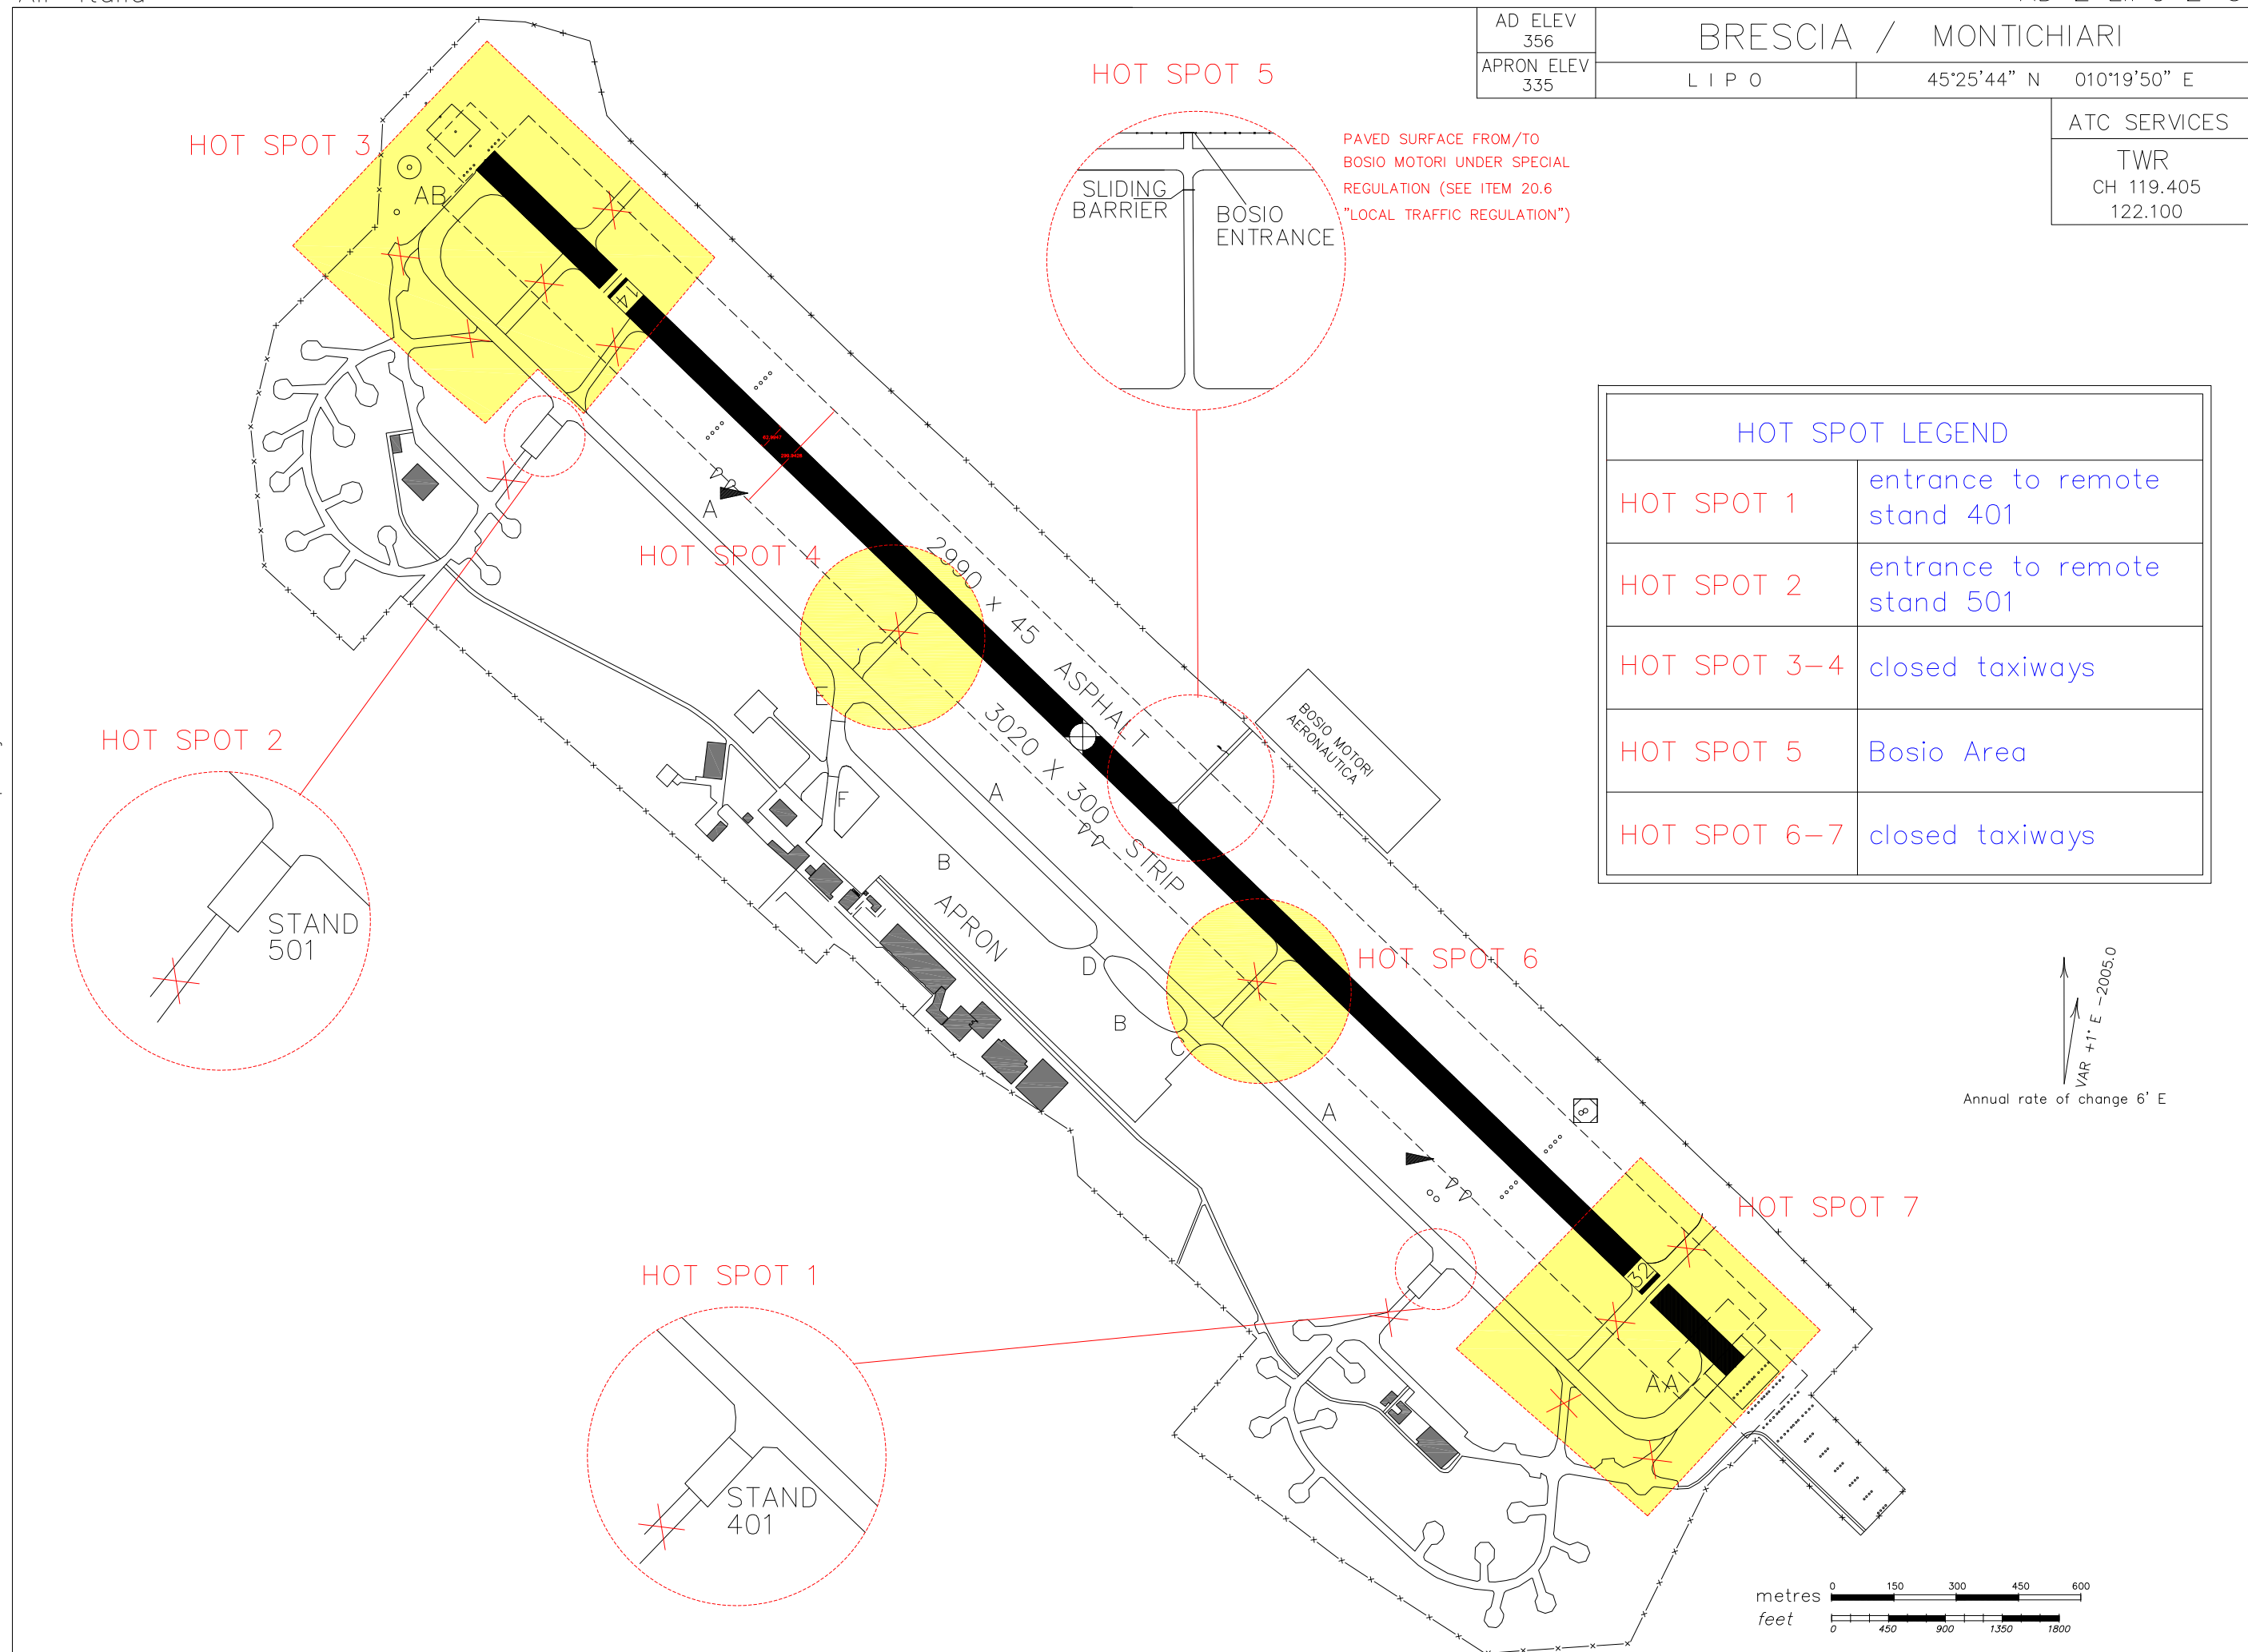 AD ELEV
356
APRON ELEV
335
BRESCIA / MONTICHIARI
LIPO
45°25'44" N 010°19'50" E
ATC SERVICES
TWR
CH 119.405
122.100
HOT SPOT 5
PAVED SURFACE FROM/TO
BOSIO MOTORI UNDER SPECIAL
REGULATION (SEE ITEM 20.6
"LOCAL TRAFFIC REGULATION")
SLIDING
BARRIER
BOSIO
ENTRANCE
HOT SPOT 3
AB
14
A
HOT SPOT 4
2990 x 45 ASPHALT
3020 X 300 STRIP
BOSIO MOTORI
AERONAUTICA
HOT SPOT LEGEND
HOT SPOT 1
entrance to remote
stand 401
HOT SPOT 2
entrance to remote
stand 501
HOT SPOT 3-4
closed taxiways
HOT SPOT 5
Bosio Area
HOT SPOT 6-7
closed taxiways
HOT SPOT 2
STAND
501
E
F
A
B
APRON
D
B
C
HOT SPOT 6
A
VAR +1° E -2005.0
Annual rate of change 6' E
HOT SPOT 7
32
AA
HOT SPOT 1
STAND
401
metres 0 150 300 450 600
feet 0 450 900 1350 1800